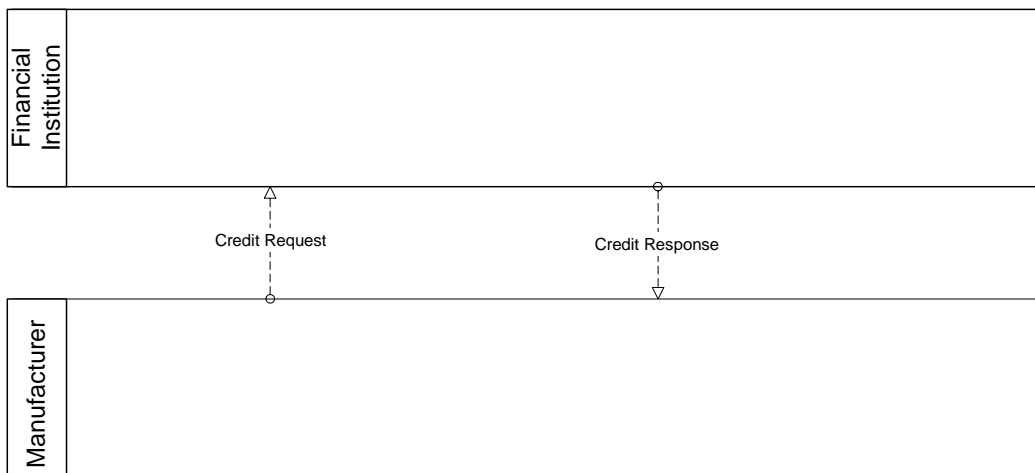 Financial
Institution
Credit Request
Credit Response
Manufacturer